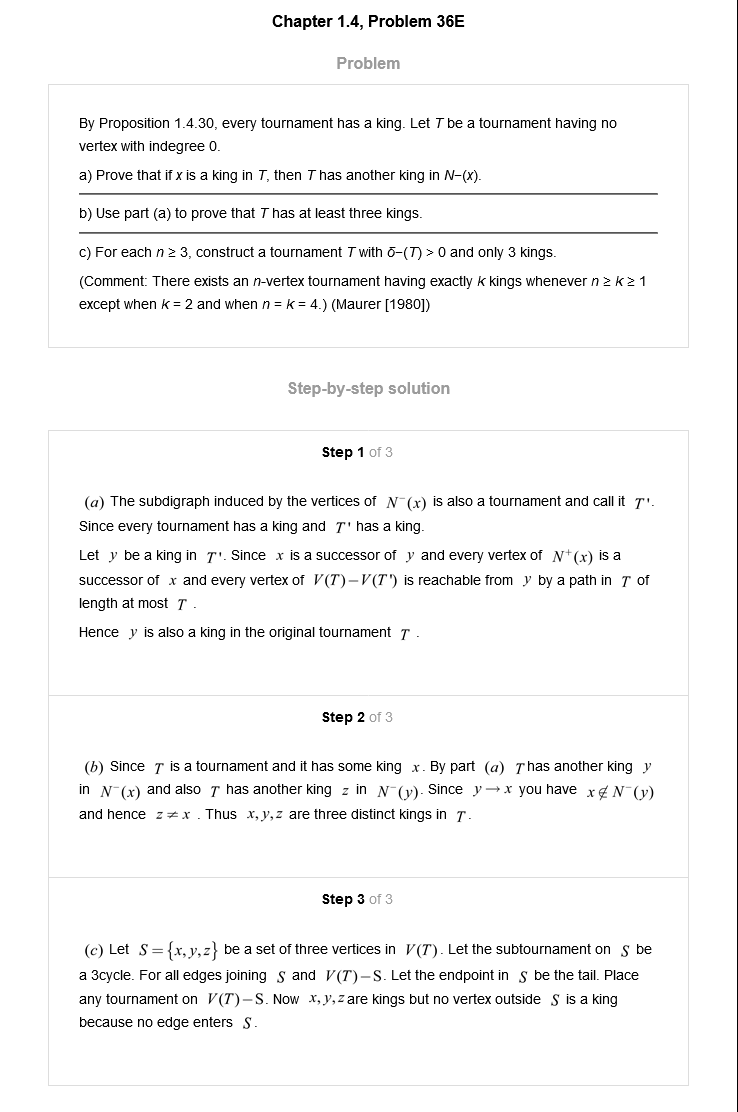 Chapter 1.4, Problem 36E
Problem
By Proposition 1.4.30, every tournament has a king. Let T be a tournament having no
vertex with indegree 0.
a) Prove that if x is a king in T, then T has another king in N−(x).
b) Use part (a) to prove that T has at least three kings.
c) For each n ≥ 3, construct a tournament T with δ−(T) > 0 and only 3 kings.
(Comment: There exists an n-vertex tournament having exactly k kings whenever n ≥ k ≥ 1
except when k = 2 and when n = k = 4.) (Maurer [1980])
Step-by-step solution
Step 1 of 3
(a) The subdigraph induced by the vertices of N⁻(x) is also a tournament and call it T'.
Since every tournament has a king and T' has a king.
Let y be a king in T'. Since x is a successor of y and every vertex of N⁺(x) is a
successor of x and every vertex of V(T)−V(T') is reachable from y by a path in T of
length at most T .
Hence y is also a king in the original tournament T .
Step 2 of 3
(b) Since T is a tournament and it has some king x. By part (a) T has another king y
in N⁻(x) and also T has another king z in N⁻(y). Since y→x you have x∉N⁻(y)
and hence z≠x . Thus x,y,z are three distinct kings in T.
Step 3 of 3
(c) Let S={x,y,z} be a set of three vertices in V(T). Let the subtournament on S be
a 3cycle. For all edges joining S and V(T)−S. Let the endpoint in S be the tail. Place
any tournament on V(T)−S. Now x,y,z are kings but no vertex outside S is a king
because no edge enters S.